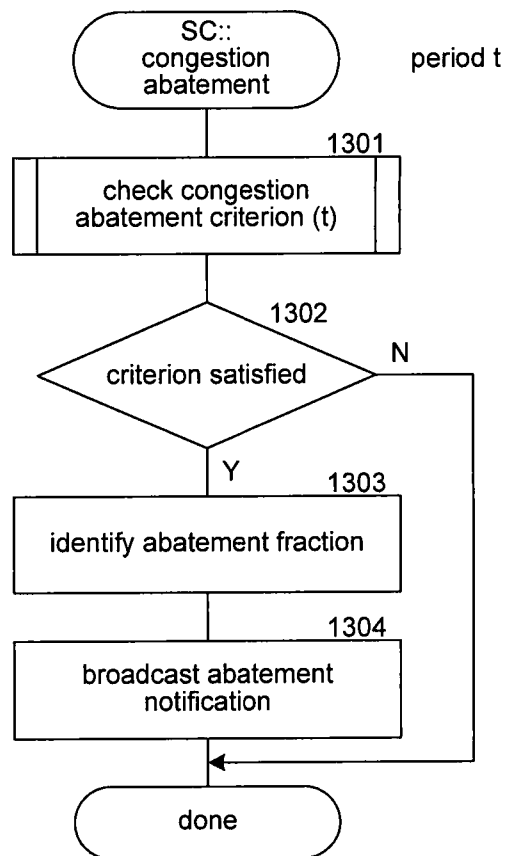 SC::
congestion
abatement
period t
1301
check congestion
abatement criterion (t)
1302
criterion satisfied
N
Y
1303
identify abatement fraction
1304
broadcast abatement
notification
done